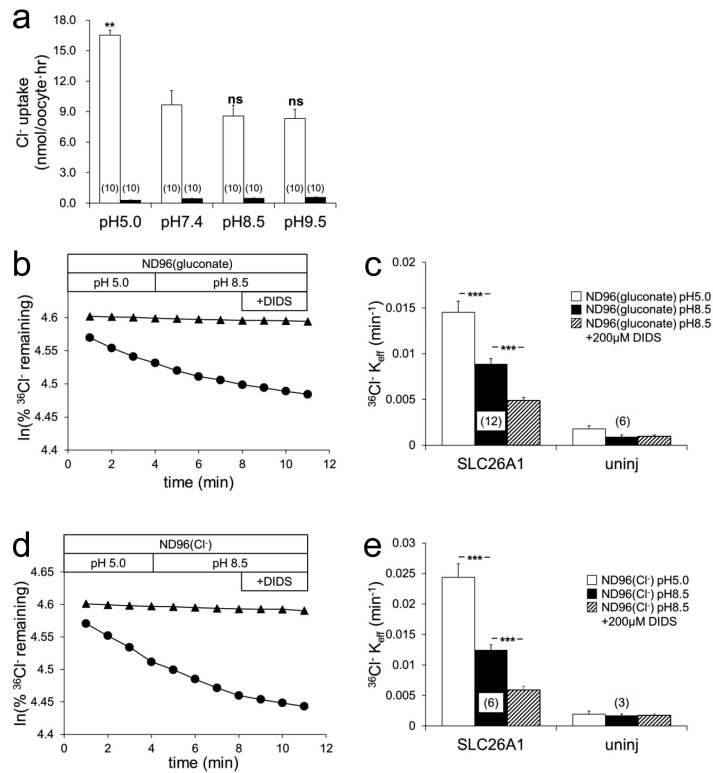 a
18.0
15.0
12.0
9.0
6.0
3.0
0.0
Cl⁻ uptake
(nmol/oocyte·hr)
**
ns
ns
(10) (10) (10) (10) (10) (10) (10) (10)
pH5.0 pH7.4 pH8.5 pH9.5
b
ND96(gluconate)
pH 5.0 pH 8.5
+DIDS
4.6
4.55
4.5
4.45
4.4
ln(% ³⁶Cl⁻ remaining)
0 2 4 6 8 10 12
time (min)
c
0.02
0.015
0.01
0.005
0
³⁶Cl⁻ Keff (min⁻¹)
***
***
(12)
(6)
ND96(gluconate) pH5.0
ND96(gluconate) pH8.5
ND96(gluconate) pH8.5
+200µM DIDS
SLC26A1 uninj
d
ND96(Cl⁻)
pH 5.0 pH 8.5
+DIDS
4.65
4.6
4.55
4.5
4.45
4.4
ln(% ³⁶Cl⁻ remaining)
0 2 4 6 8 10 12
time (min)
e
0.03
0.025
0.02
0.015
0.01
0.005
0
³⁶Cl⁻ Keff (min⁻¹)
***
***
(6)
(3)
ND96(Cl⁻) pH5.0
ND96(Cl⁻) pH8.5
ND96(Cl⁻) pH8.5
+200µM DIDS
SLC26A1 uninj